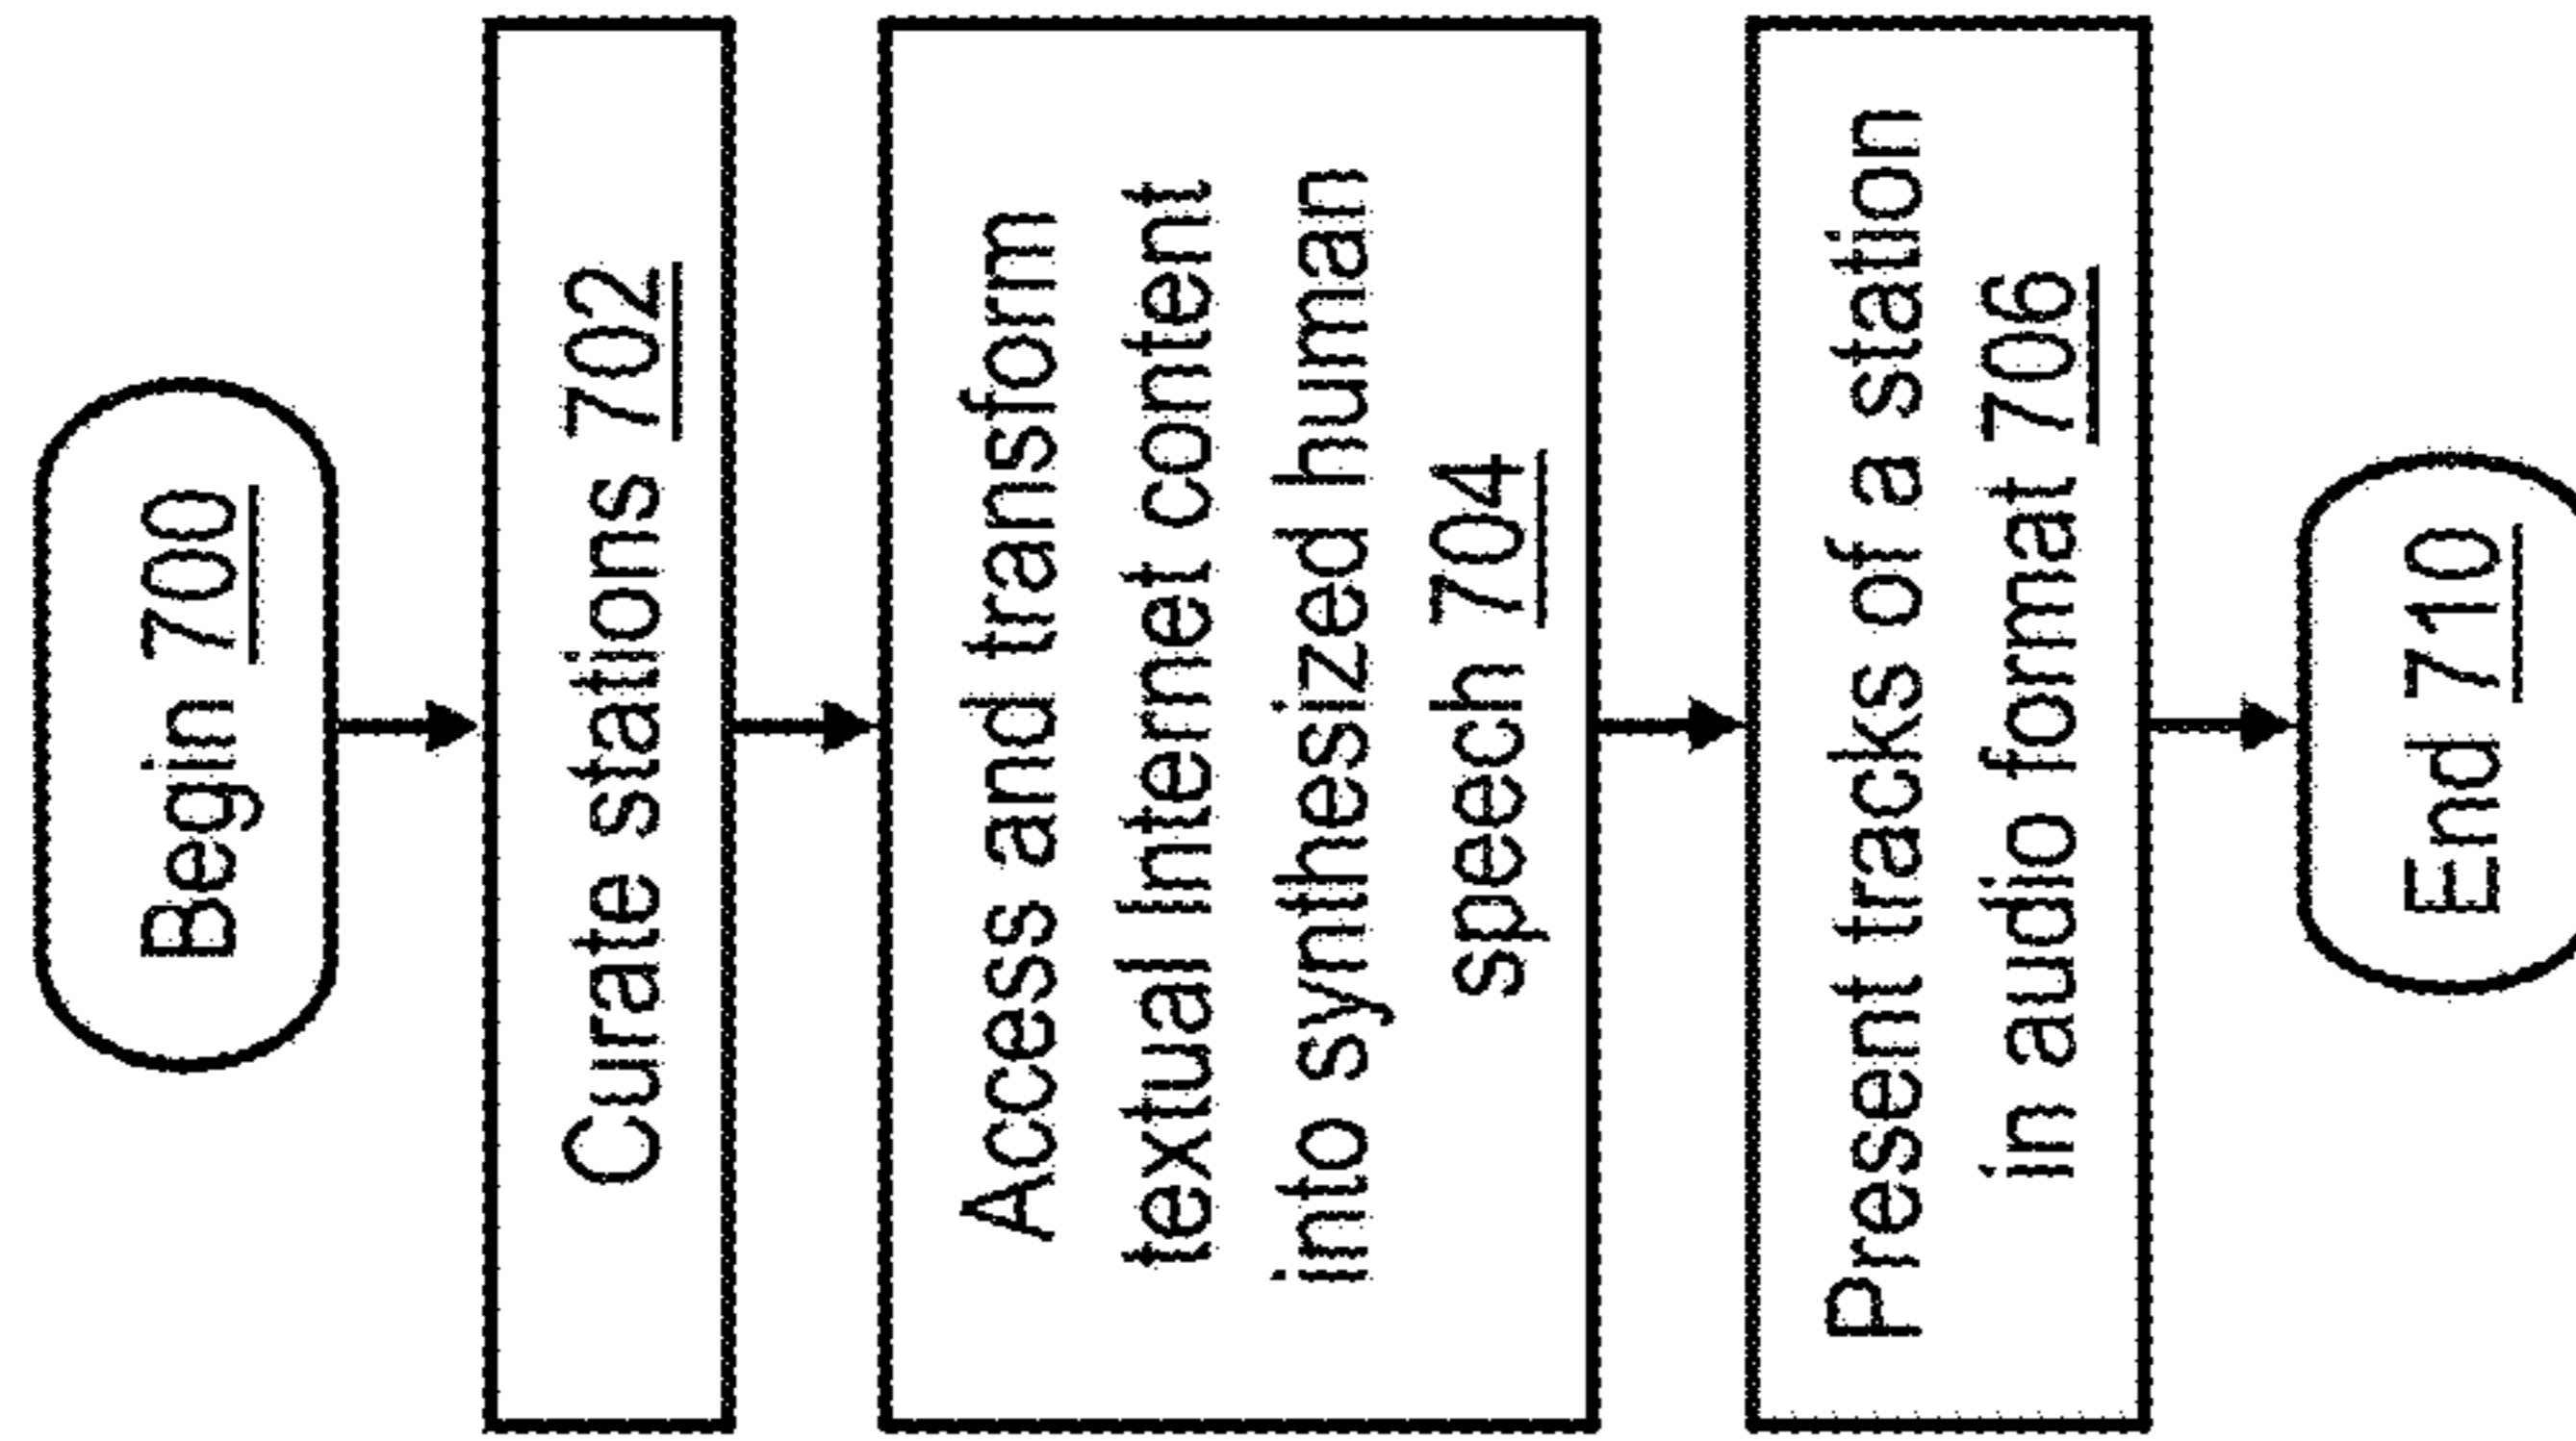 Begin 700
Curate stations 702
Access and transform
textual Internet content
into synthesized human
speech 704
Present tracks of a station
in audio format 706
End 710